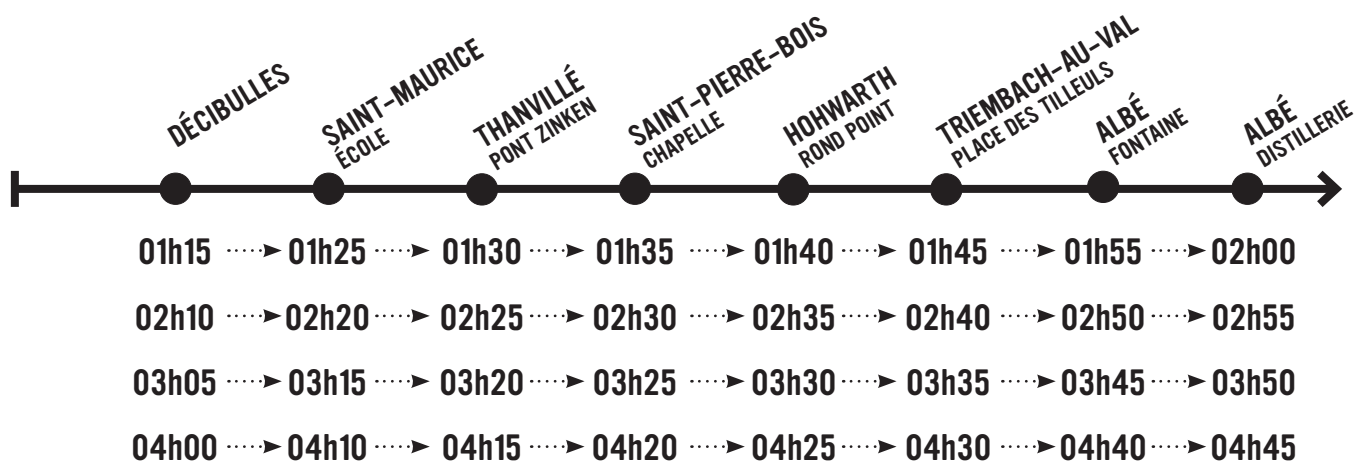 DÉCIBULLES
SAINT-MAURICE
ÉCOLE
THANVILLÉ
PONT ZINKEN
SAINT-PIERRE-BOIS
CHAPELLE
HOHWARTH
ROND POINT
TRIEMBACH-AU-VAL
PLACE DES TILLEULS
ALBÉ
FONTAINE
ALBÉ
DISTILLERIE
01h15 01h25 01h30 01h35 01h40 01h45 01h55 02h00
02h10 02h20 02h25 02h30 02h35 02h40 02h50 02h55
03h05 03h15 03h20 03h25 03h30 03h35 03h45 03h50
04h00 04h10 04h15 04h20 04h25 04h30 04h40 04h45